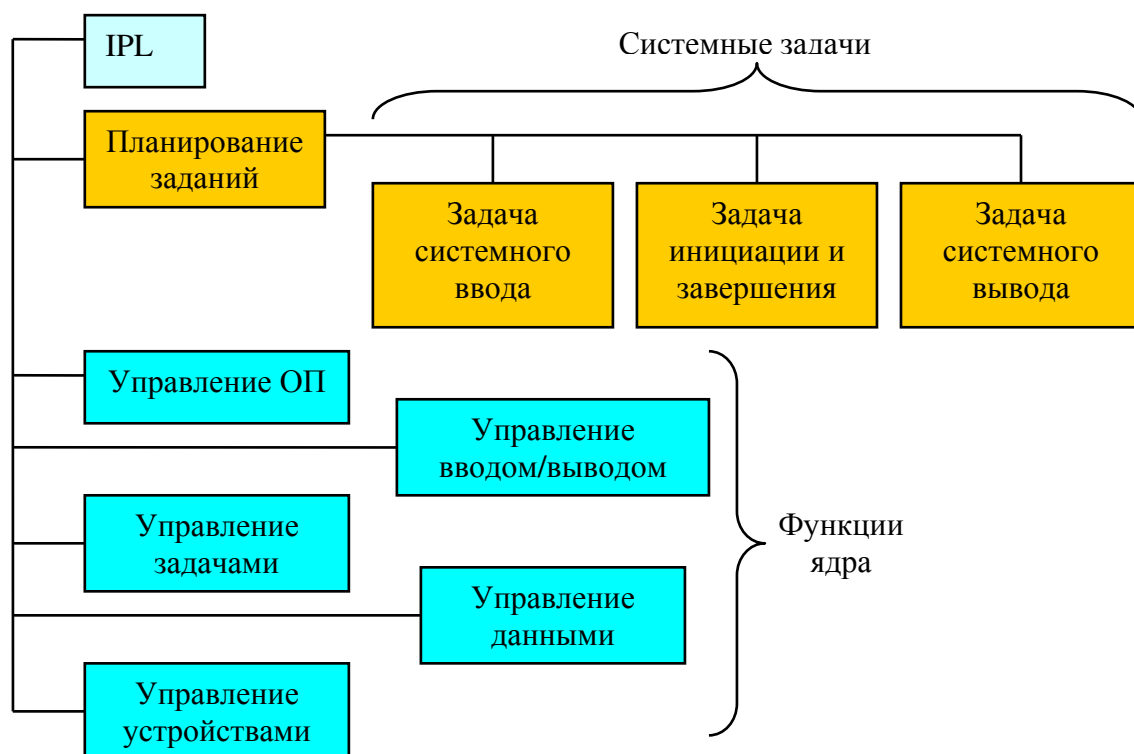 IPL
Системные задачи
Планирование
заданий
Задача
системного
ввода
Задача
инициации и
завершения
Задача
системного
вывода
Управление ОП
Управление
вводом/выводом
Управление
задачами
Функции
ядра
Управление
данными
Управление
устройствами